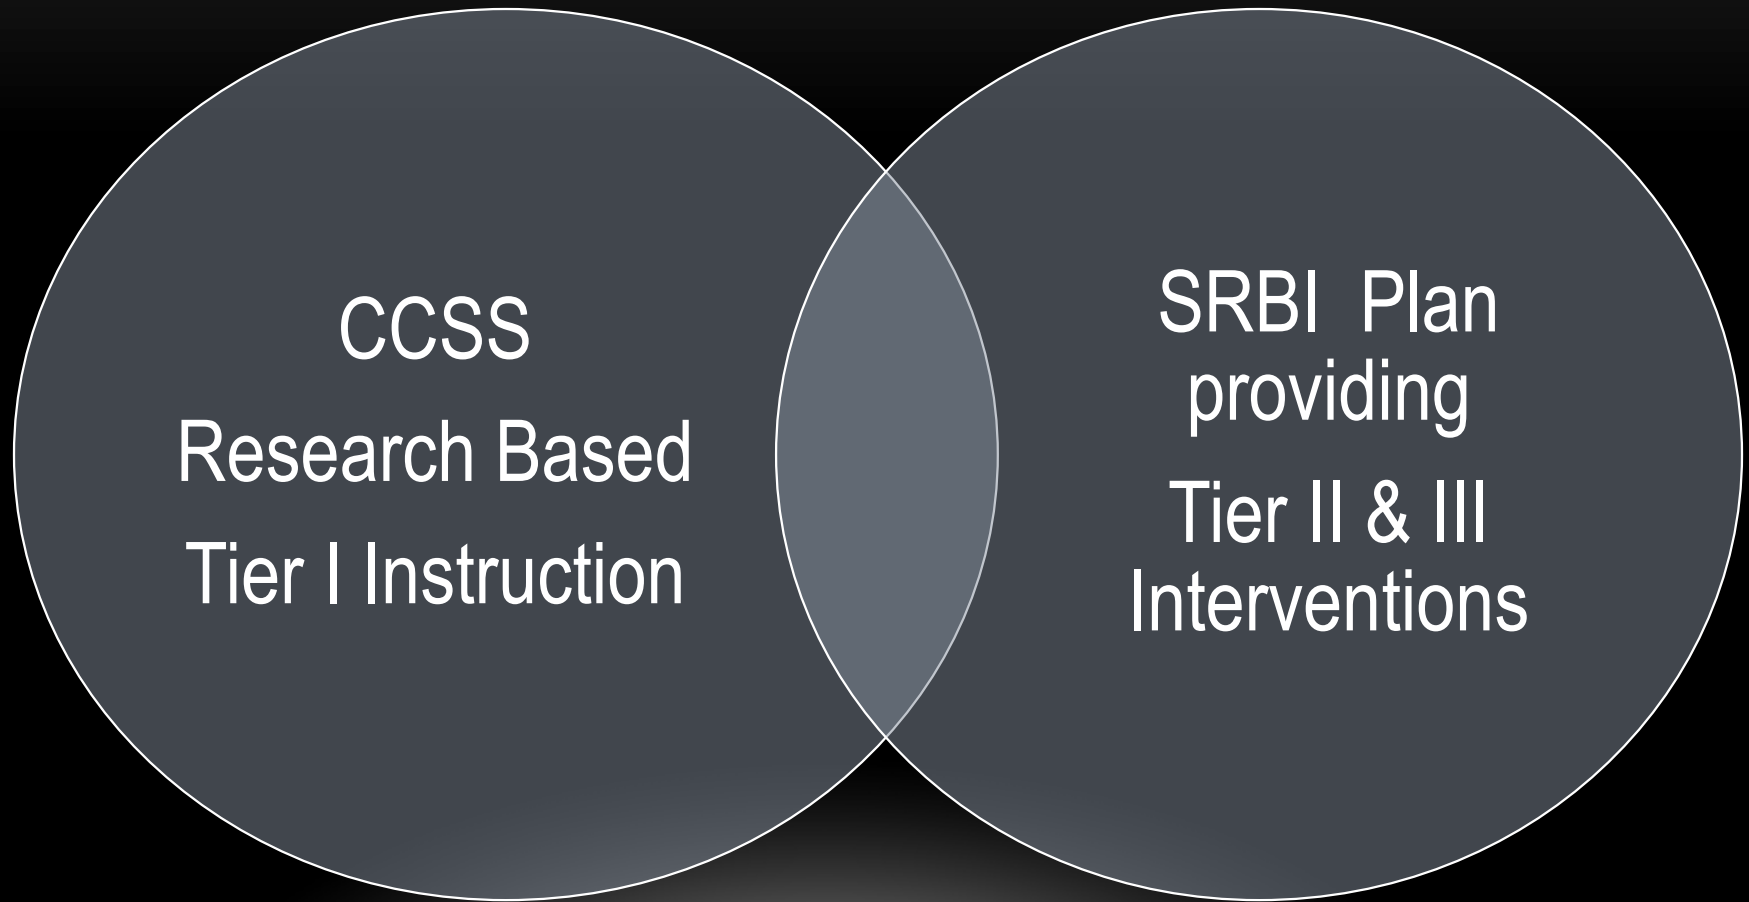 CCSS
Research Based
Tier I Instruction
SRBI  Plan
providing
Tier II & III
Interventions